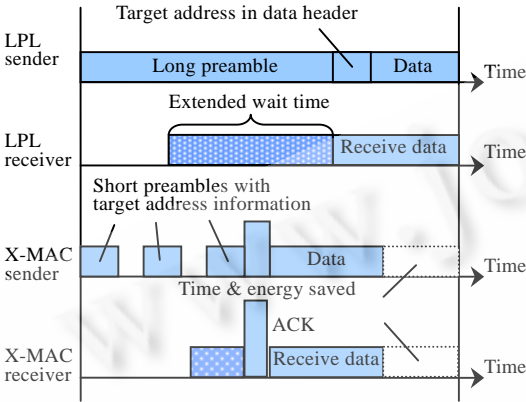 Target address in data header
LPL
sender
Long preamble
Data
Time
Extended wait time
LPL
receiver
Receive data
Time
Short preambles with
target address information
X-MAC
sender
Data
Time
Time & energy saved
ACK
X-MAC
receiver
Receive data
Time
www.jo